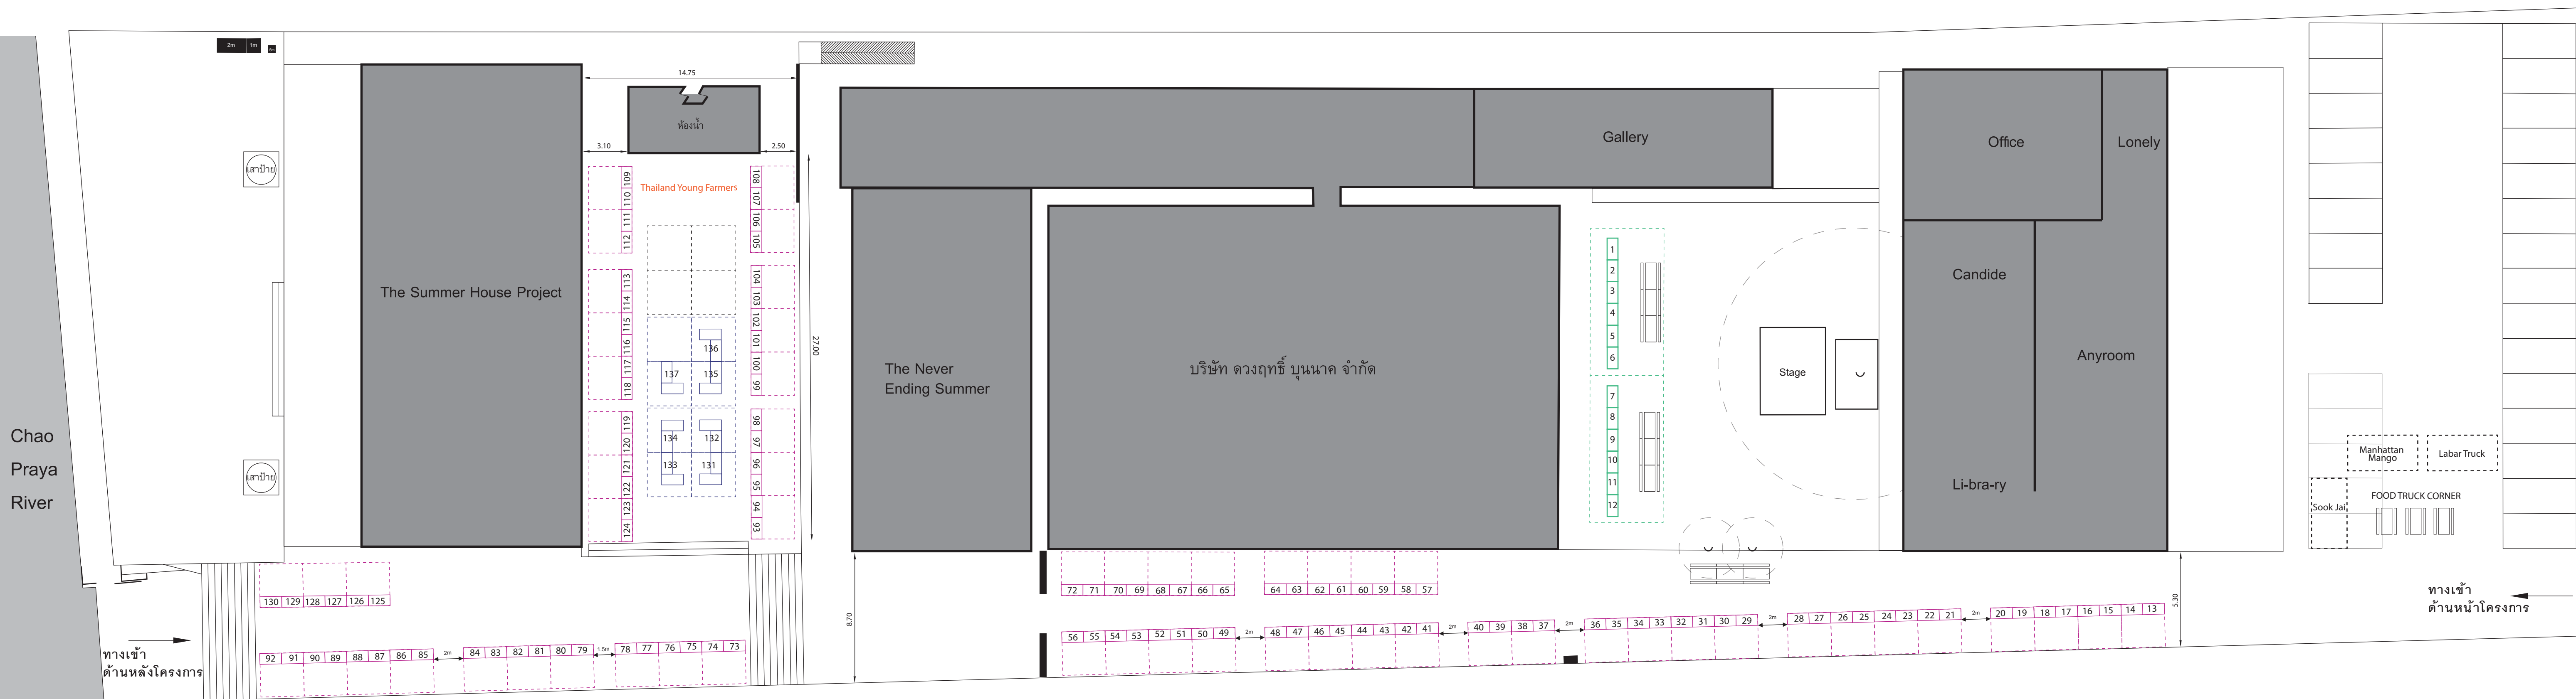 2m 1m
14.75
ห้องน้ำ
3.10
2.50
เสาป้าย
เสาป้าย
Thailand Young Farmers
The Summer House Project
109
110
111
112
113
114
115
116
117
118
119
120
121
122
123
124
108
107
106
105
104
103
102
101
100
99
98
97
96
95
94
93
136
137 135
134 132
133 131
27.00
Chao
Praya
River
The Never
Ending Summer
บริษัท ดวงฤทธิ์ บุนนาค จำกัด
Gallery
1
2
3
4
5
6
7
8
9
10
11
12
Stage
Office
Lonely
Candide
Anyroom
Li-bra-ry
Manhattan
Mango
Labar Truck
FOOD TRUCK CORNER
Sook Jai
130 129 128 127 126 125
72 71 70 69 68 67 66 65
64 63 62 61 60 59 58 57
8.70
5.30
92 91 90 89 88 87 86 85 2m 84 83 82 81 80 79 1.5m 78 77 76 75 74 73
56 55 54 53 52 51 50 49 2m 48 47 46 45 44 43 42 41 2m 40 39 38 37 2m 36 35 34 33 32 31 30 29 2m 28 27 26 25 24 23 22 21 2m 20 19 18 17 16 15 14 13
ทางเข้า
ด้านหลังโครงการ
ทางเข้า
ด้านหน้าโครงการ